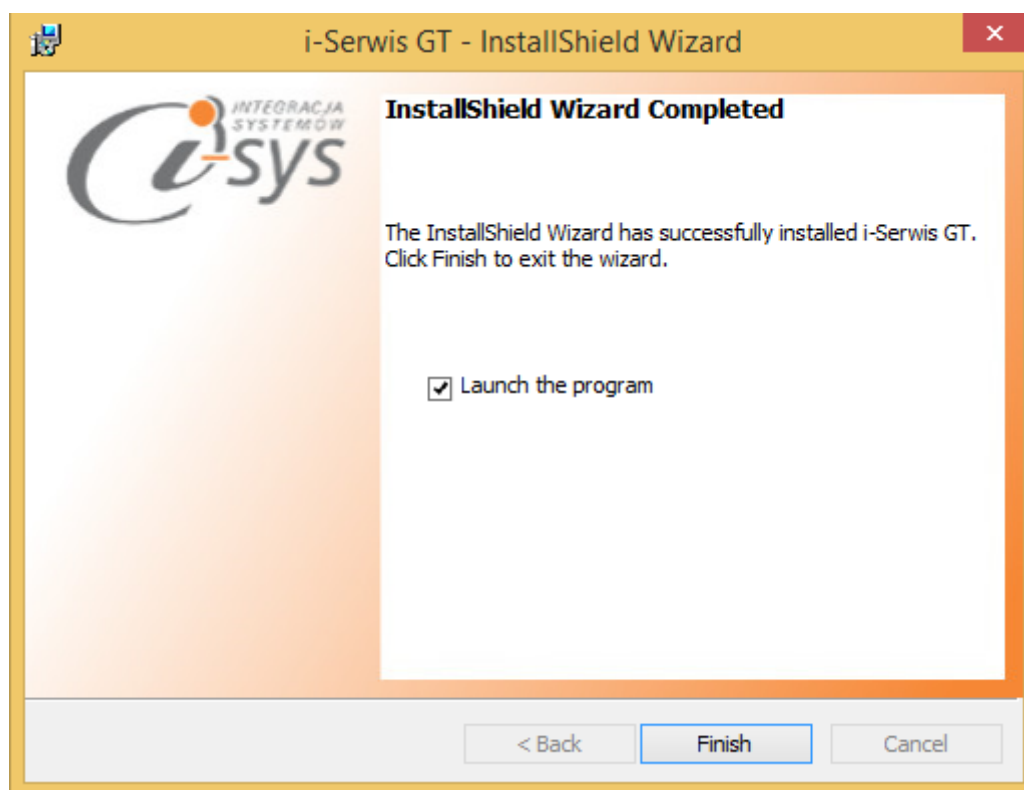 i-Serwis GT - InstallShield Wizard
INTEGRACJA
SYSTEMÓW
i-sys
InstallShield Wizard Completed
The InstallShield Wizard has successfully installed i-Serwis GT.
Click Finish to exit the wizard.
Launch the program
< Back
Finish
Cancel